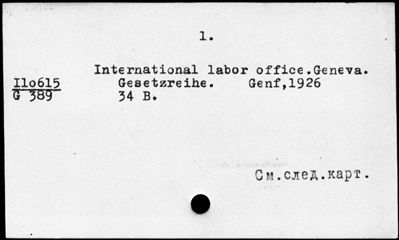 1.
International labor office.Geneva.
Ilo615 Gesetzreihe. Genf,1926
G 389 34 B.
См.след.карт.